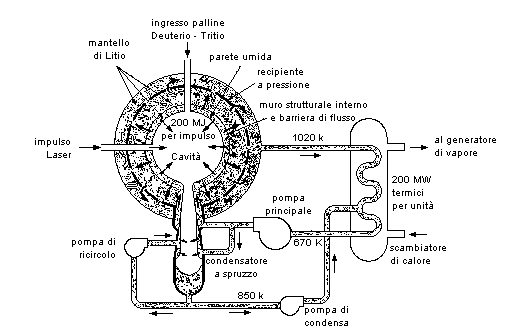 ingresso palline
Deuterio - Tritio
mantello
di Litio
parete umida
recipiente
a pressione
muro strutturale interno
e barriera di flusso
200 MJ
per impulso
Cavità
impulso
Laser
1020 k
al generatore
di vapore
200 MW
termici
per unità
pompa
principale
670 K
scambiatore
di calore
pompa di
ricircolo
condensatore
a spruzzo
850 k
pompa di
condensa